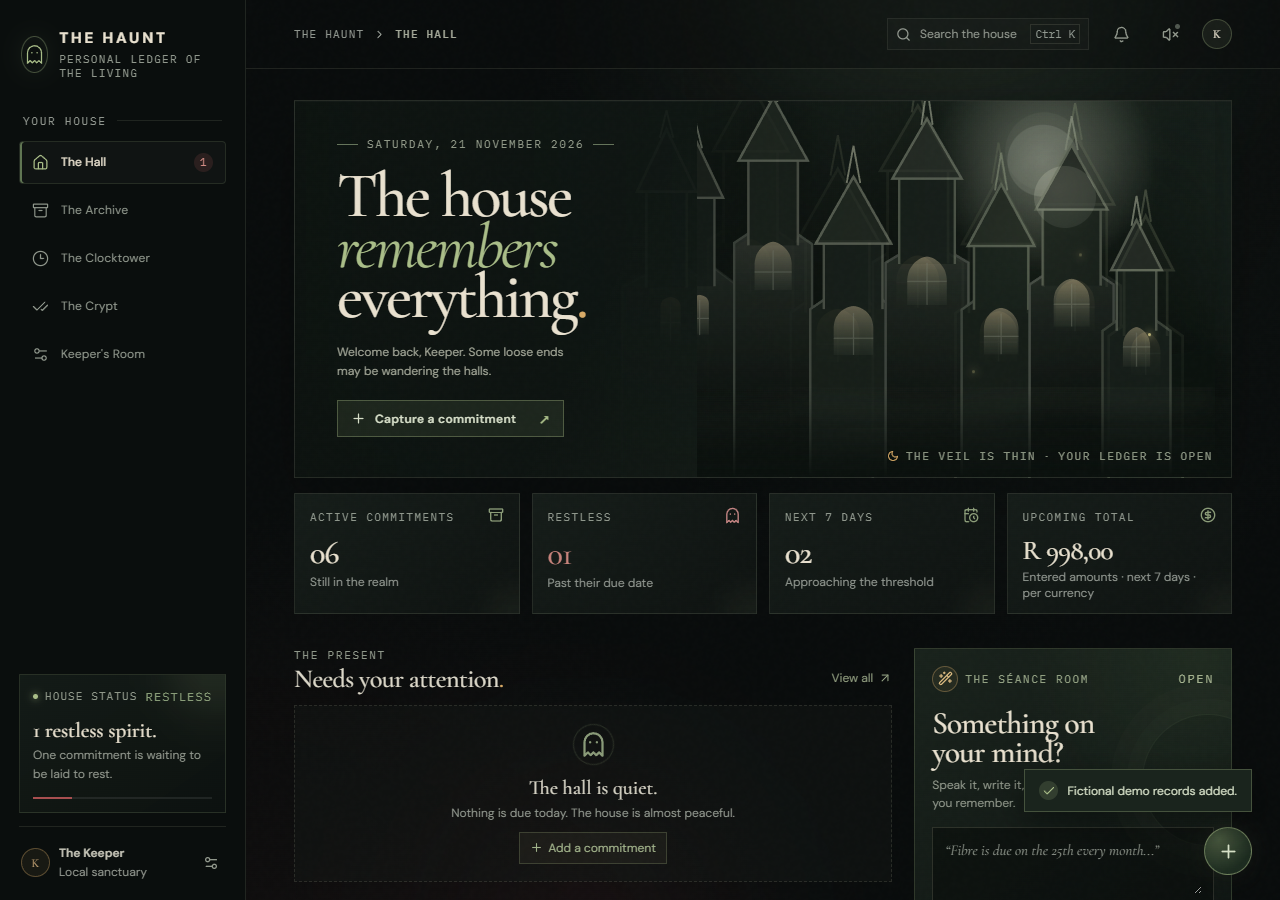 THE HAUNT
PERSONAL LEDGER OF
THE LIVING
YOUR HOUSE
The Hall
1
The Archive
The Clocktower
The Crypt
Keeper's Room
HOUSE STATUS RESTLESS
1 restless spirit.
One commitment is waiting to
be laid to rest.
K
The Keeper
Local sanctuary
THE HAUNT > THE HALL
Search the house
Ctrl K
K
SATURDAY, 21 NOVEMBER 2026
The house
remembers
everything.
Welcome back, Keeper. Some loose ends
may be wandering the halls.
Capture a commitment
THE VEIL IS THIN · YOUR LEDGER IS OPEN
ACTIVE COMMITMENTS
06
Still in the realm
RESTLESS
01
Past their due date
NEXT 7 DAYS
02
Approaching the threshold
UPCOMING TOTAL
R 998,00
Entered amounts · next 7 days ·
per currency
THE PRESENT
Needs your attention.
View all
The hall is quiet.
Nothing is due today. The house is almost peaceful.
Add a commitment
THE SÉANCE ROOM
OPEN
Something on
your mind?
Speak it, write it,
you remember.
Fictional demo records added.
“Fibre is due on the 25th every month...”